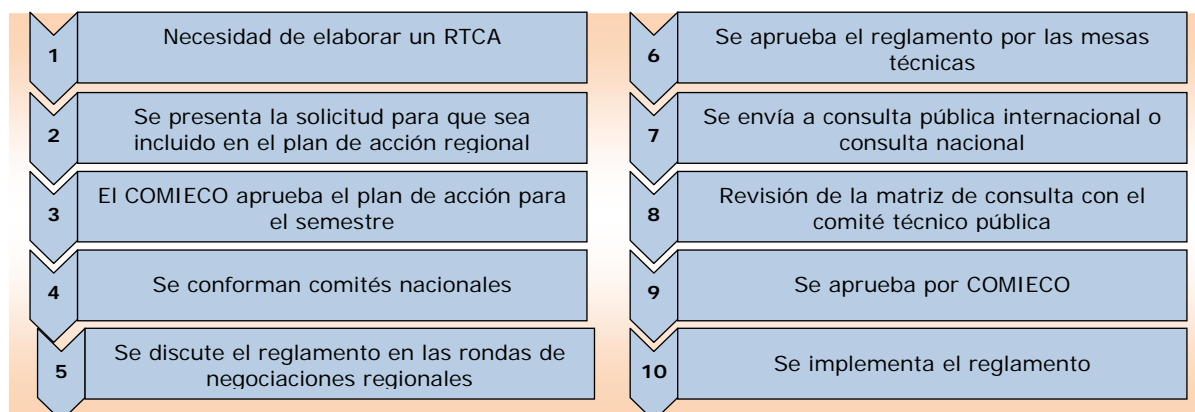 1
Necesidad de elaborar un RTCA
2
Se presenta la solicitud para que sea
incluido en el plan de acción regional
3
El COMIECO aprueba el plan de acción para
el semestre
4
Se conforman comités nacionales
5
Se discute el reglamento en las rondas de
negociaciones regionales
6
Se aprueba el reglamento por las mesas
técnicas
7
Se envía a consulta pública internacional o
consulta nacional
8
Revisión de la matriz de consulta con el
comité técnico pública
9
Se aprueba por COMIECO
10
Se implementa el reglamento